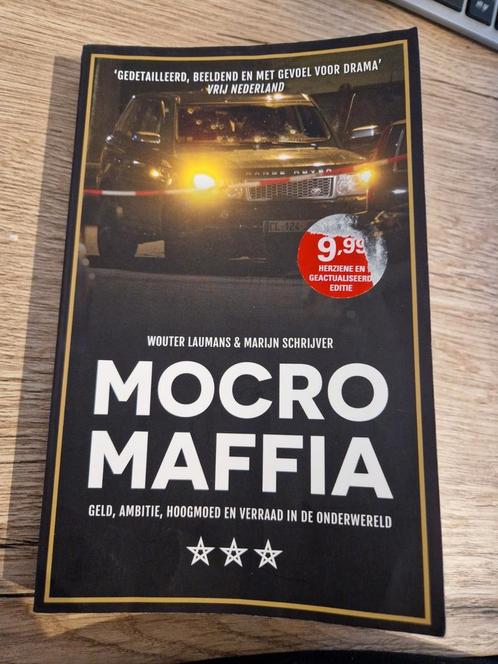 'GEDETAILLEERD, BEELDEND EN MET GEVOEL VOOR DRAMA'
VRIJ NEDERLAND
RANGE ROVER
9,99
HERZIENE EN
GEACTUALISEERD
EDITIE
WOUTER LAUMANS & MARIJN SCHRIJVER
MOCRO
MAFFIA
GELD, AMBITIE, HOOGMOED EN VERRAAD IN DE ONDERWERELD